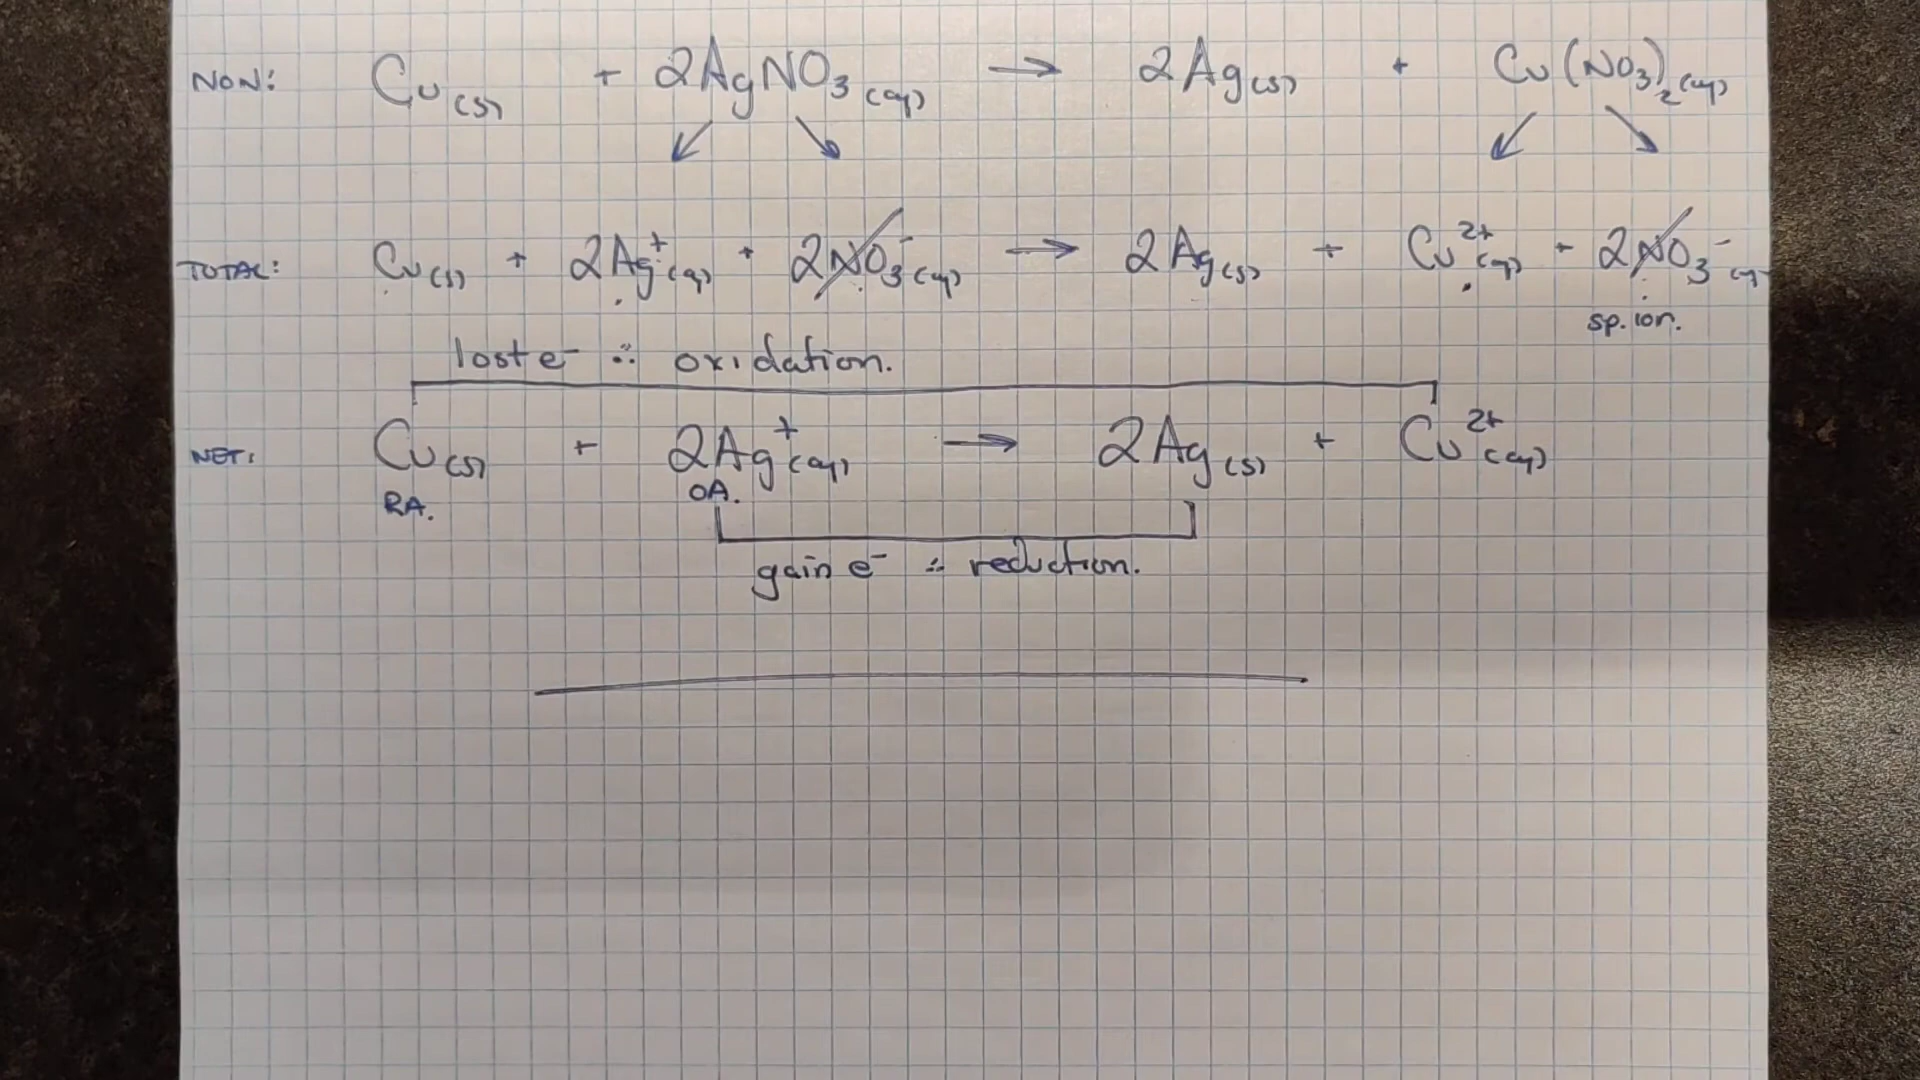 NON: Cu(s) + 2AgNO₃(aq) → 2Ag(s) + Cu(NO₃)₂(aq)
TOTAL: Cu(s) + 2Ag⁺(aq) + 2NO₃⁻(aq) → 2Ag(s) + Cu²⁺(aq) + 2NO₃⁻(aq)
sp. ion.
lost e⁻ ∴ oxidation.
NET: Cu(s) + 2Ag⁺(aq) → 2Ag(s) + Cu²⁺(aq)
RA. OA.
gain e⁻ ∴ reduction.